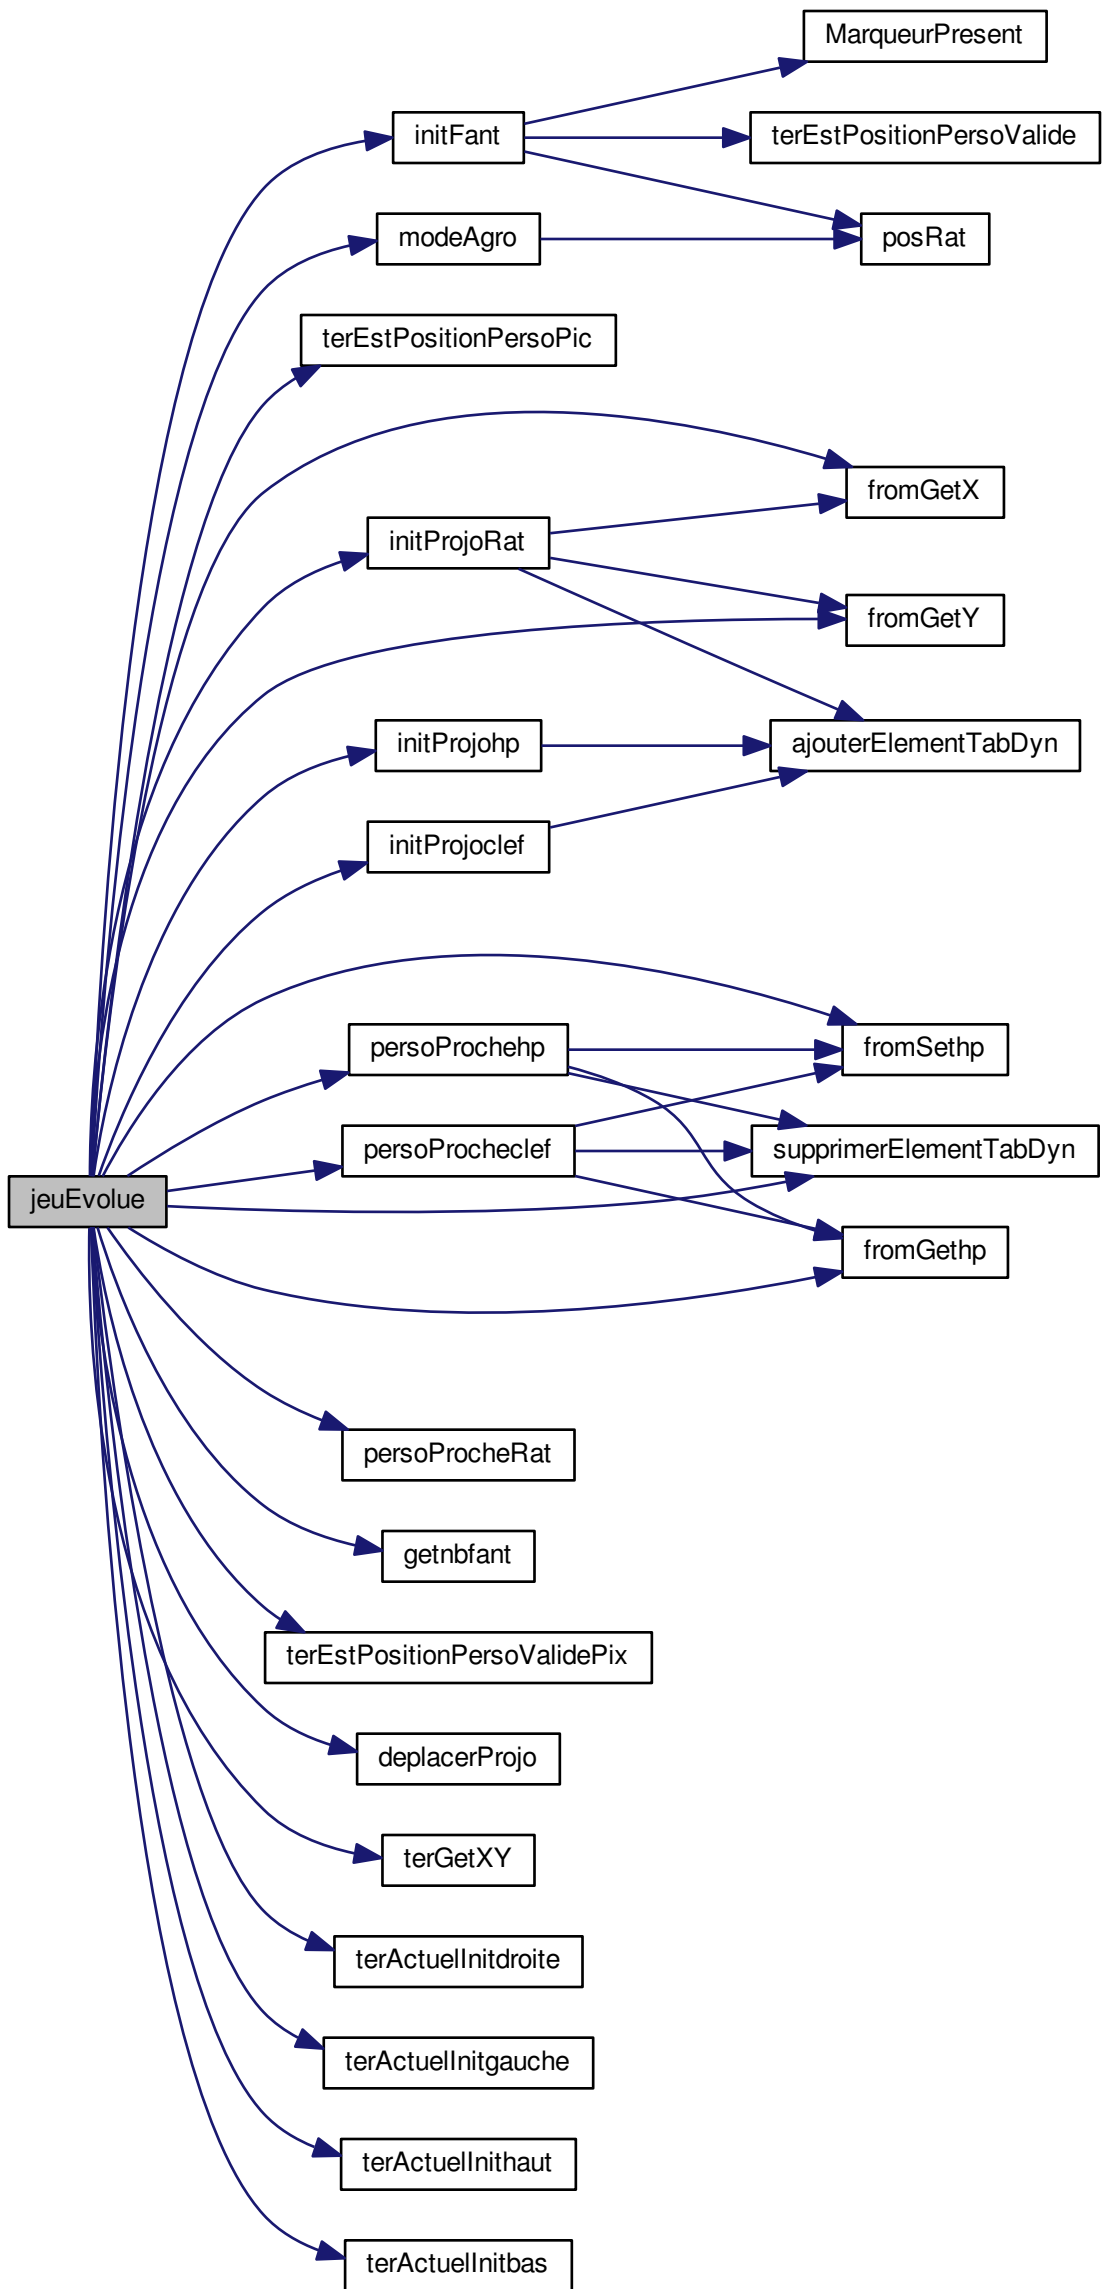 MarqueurPresent
initFant
terEstPositionPersoValide
modeAgro
posRat
terEstPositionPersoPic
fromGetX
initProjoRat
fromGetY
initProjohp
ajouterElementTabDyn
initProjoclef
persoProchehp
fromSethp
persoProcheclef
supprimerElementTabDyn
jeuEvolue
fromGethp
persoProcheRat
getnbfant
terEstPositionPersoValidePix
deplacerProjo
terGetXY
terActuelInitdroite
terActuelInitgauche
terActuelInithaut
terActuelInitbas